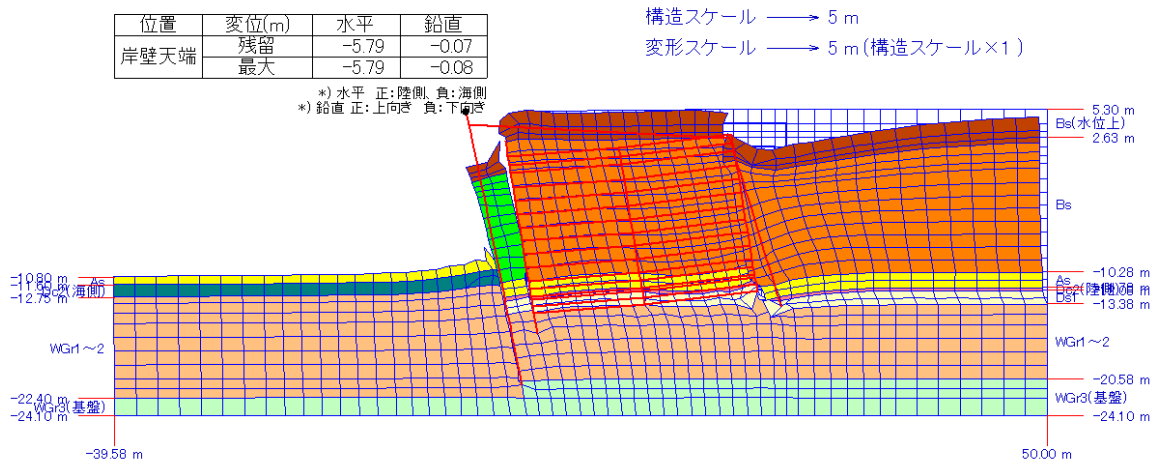 位置 変位(m) 水平 鉛直
岸壁天端 残留 -5.79 -0.07
最大 -5.79 -0.08
*) 水平 正:陸側、負:海側
*) 鉛直 正:上向き 負:下向き
構造スケール 5 m
変形スケール 5 m(構造スケール×1)
5.30 m
Bs(水位上)
2.63 m
Bs
-10.80 m
As
(海側)
-12.75 m
WGr1~2
-22.40 m
WGr3(基盤)
-24.10 m
-10.28 m
As
(陸側)
Ds1
-13.38 m
WGr1~2
-20.58 m
WGr3(基盤)
-24.10 m
-39.58 m
50.00 m